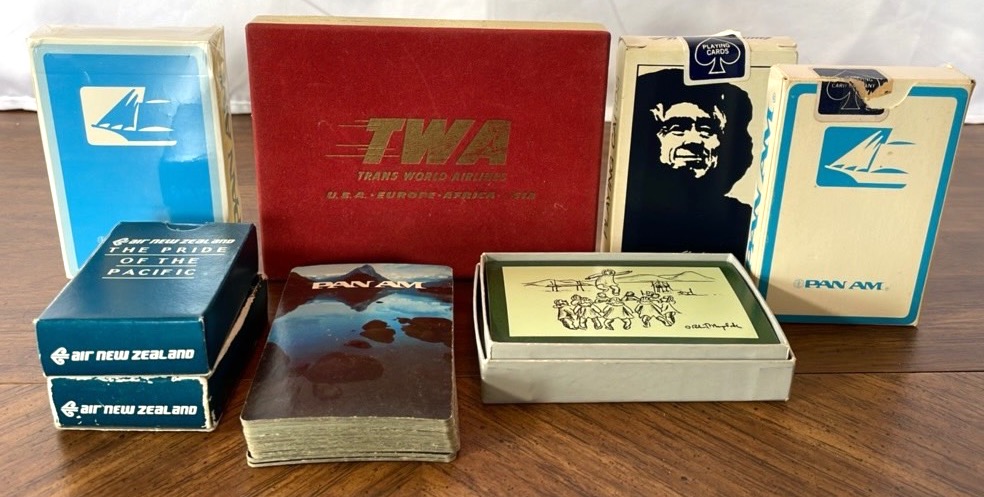 TWA
TRANS WORLD AIRLINES
U.S.A. · EUROPE · AFRICA · ASIA
PLAYING
CARDS
PAN AM®
air new zealand
THE PRIDE
OF THE
PACIFIC
air new zealand
air new zealand
PAN AM